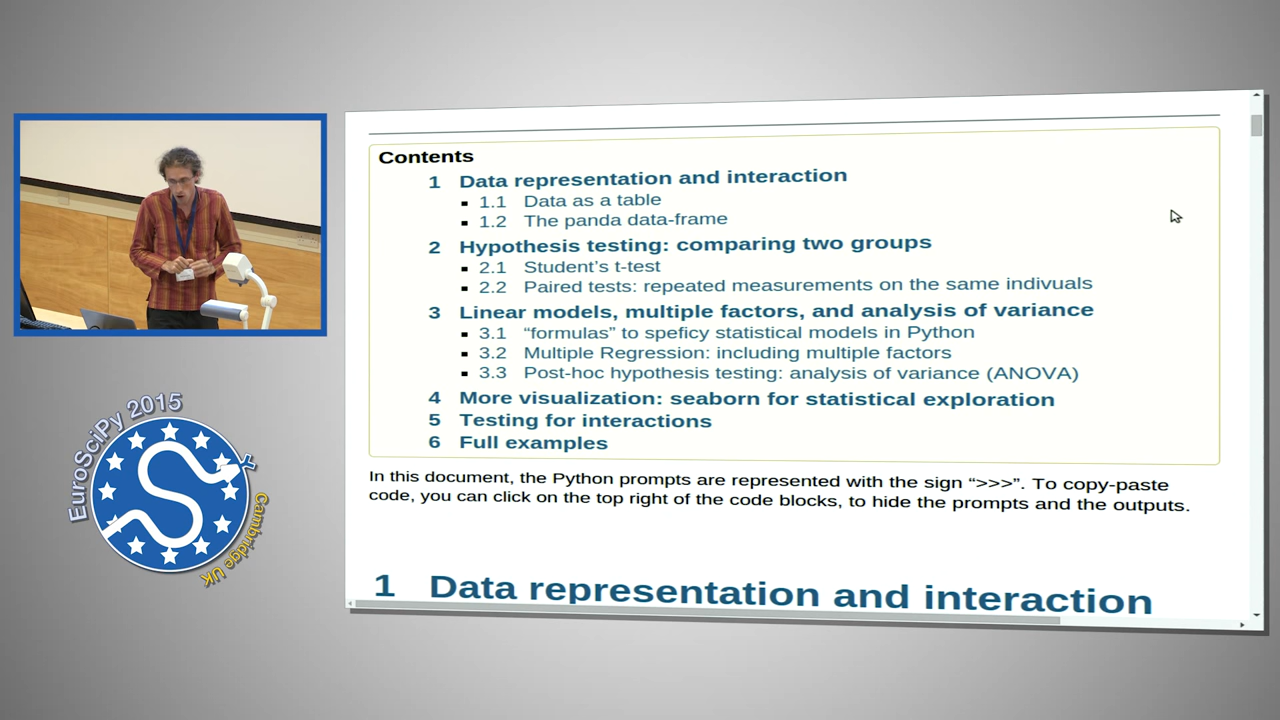 Contents
1 Data representation and interaction
1.1 Data as a table
1.2 The panda data-frame
2 Hypothesis testing: comparing two groups
2.1 Student's t-test
2.2 Paired tests: repeated measurements on the same indivuals
3 Linear models, multiple factors, and analysis of variance
3.1 “formulas” to speficy statistical models in Python
3.2 Multiple Regression: including multiple factors
3.3 Post-hoc hypothesis testing: analysis of variance (ANOVA)
4 More visualization: seaborn for statistical exploration
5 Testing for interactions
6 Full examples
In this document, the Python prompts are represented with the sign “>>>”. To copy-paste
code, you can click on the top right of the code blocks, to hide the prompts and the outputs.
1 Data representation and interaction
EuroSciPy 2015
Cambridge UK